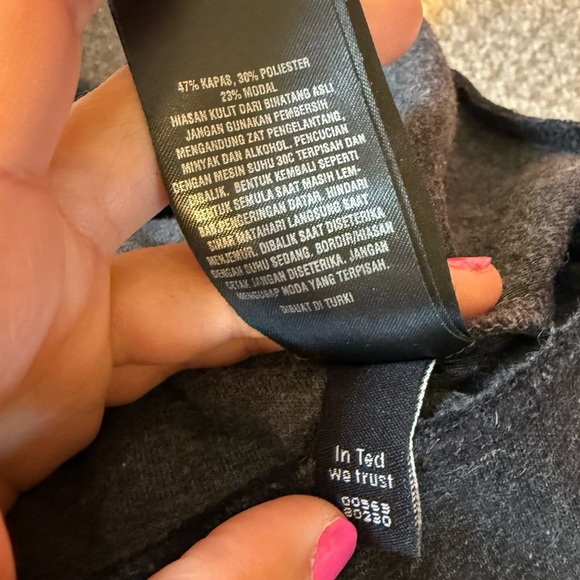 47% KAPAS, 30% POLIESTER
23% MODAL
HIASAN KULIT DARI BINATANG ASLI
JANGAN GUNAKAN PEMBERSIH
MENGANDUNG ZAT PENGELANTANG,
MINYAK DAN ALKOHOL. PENCUCIAN
DENGAN MESIN SUHU 30C TERPISAH DAN
DIBALIK. BENTUK KEMBALI SEPERTI
BENTUK SEMULA SAAT MASIH LEM-
PENGERINGAN DATAR, HINDARI
SINAR MATAHARI LANGSUNG SAAT
MENJEMUR. DIBALIK SAAT DISETERIKA
DENGAN SUHU SEDANG, BORDIR/HIASAN
CETAK JANGAN DISETERIKA. JANGAN
MENGUSAP NODA YANG TERPISAH.
DIBUAT DI TURKI
In Ted
we trust
00563
80280